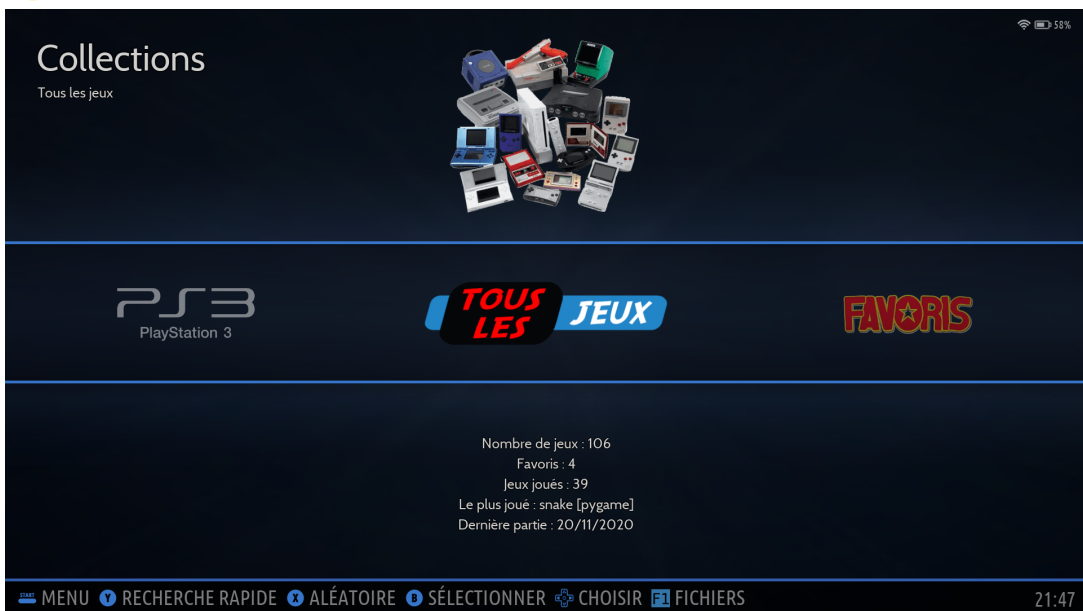 58%
Collections
Tous les jeux
PS3
PlayStation 3
TOUS LES JEUX
FAVORIS
Nombre de jeux : 106
Favoris : 4
Jeux joués : 39
Le plus joué : snake [pygame]
Dernière partie : 20/11/2020
START MENU Y RECHERCHE RAPIDE X ALÉATOIRE B SÉLECTIONNER CHOISIR F1 FICHIERS 21:47